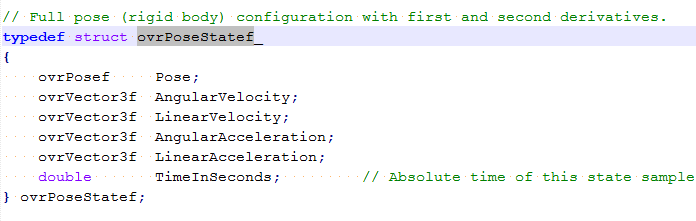 // Full pose (rigid body) configuration with first and second derivatives.
typedef struct ovrPoseStatef_
{
    ovrPosef     Pose;
    ovrVector3f  AngularVelocity;
    ovrVector3f  LinearVelocity;
    ovrVector3f  AngularAcceleration;
    ovrVector3f  LinearAcceleration;
    double       TimeInSeconds;         // Absolute time of this state sample
} ovrPoseStatef;